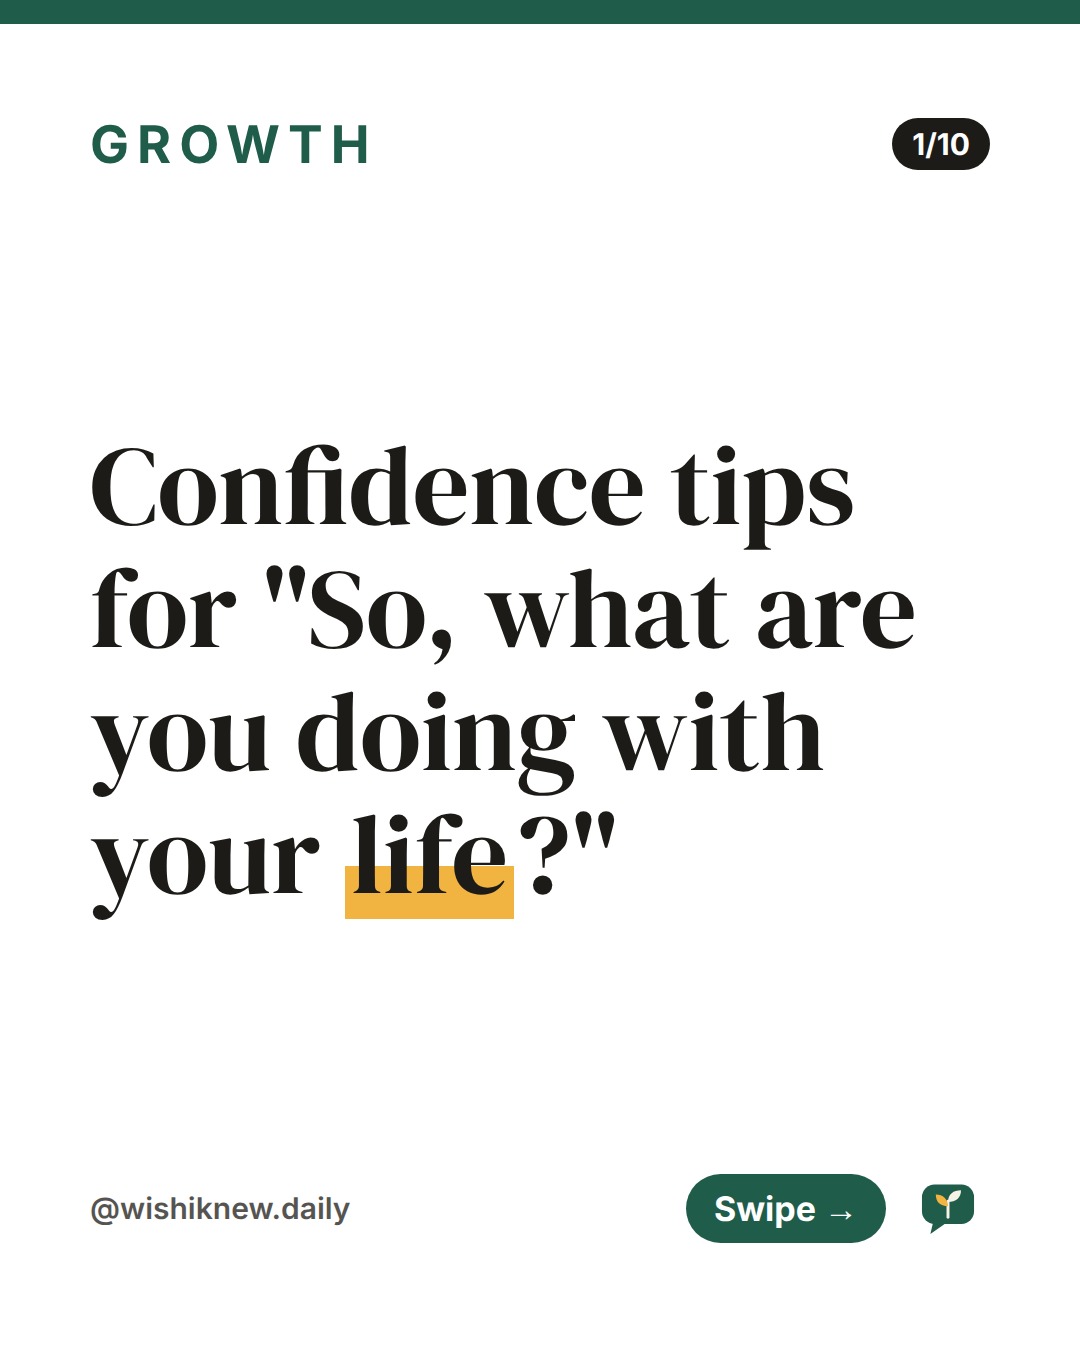 GROWTH
1/10
Confidence tips
for "So, what are
you doing with
your life?"
@wishiknew.daily
Swipe →